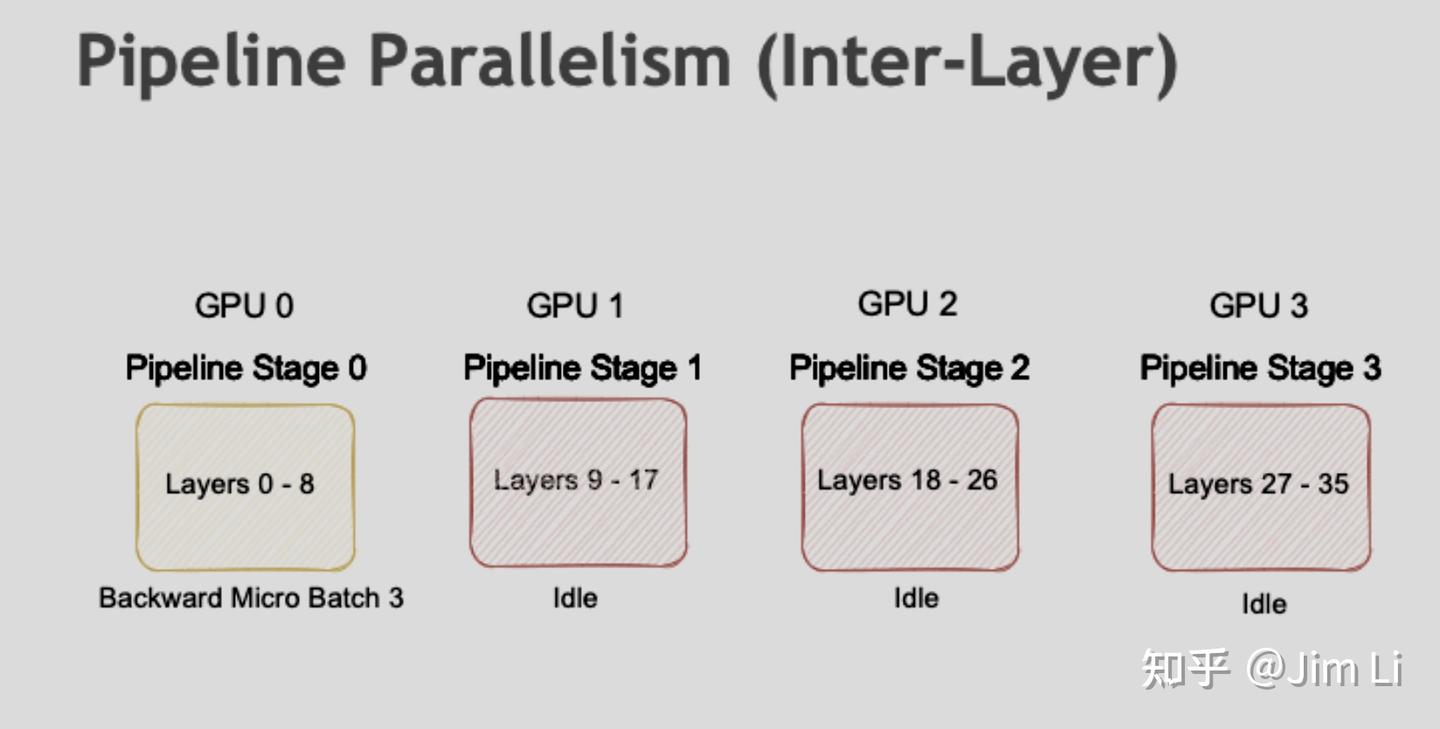 Pipeline Parallelism (Inter-Layer)
GPU 0
GPU 1
GPU 2
GPU 3
Pipeline Stage 0
Pipeline Stage 1
Pipeline Stage 2
Pipeline Stage 3
Layers 0 - 8
Layers 9 - 17
Layers 18 - 26
Layers 27 - 35
Backward Micro Batch 3
Idle
Idle
Idle
知乎 @Jim Li